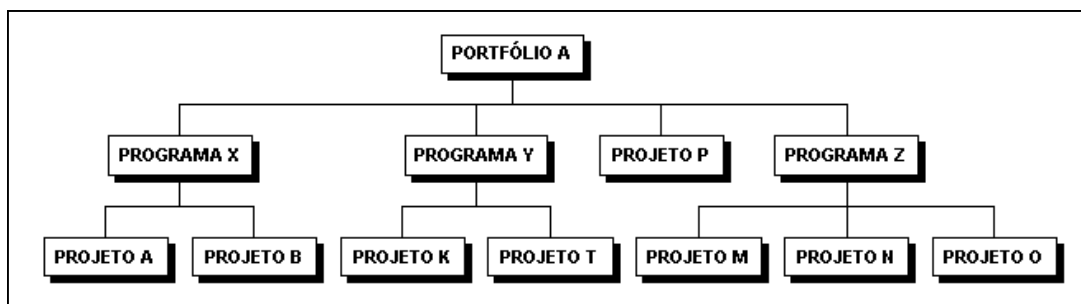 PORTFÓLIO A
PROGRAMA X
PROGRAMA Y
PROJETO P
PROGRAMA Z
PROJETO A
PROJETO B
PROJETO K
PROJETO T
PROJETO M
PROJETO N
PROJETO O